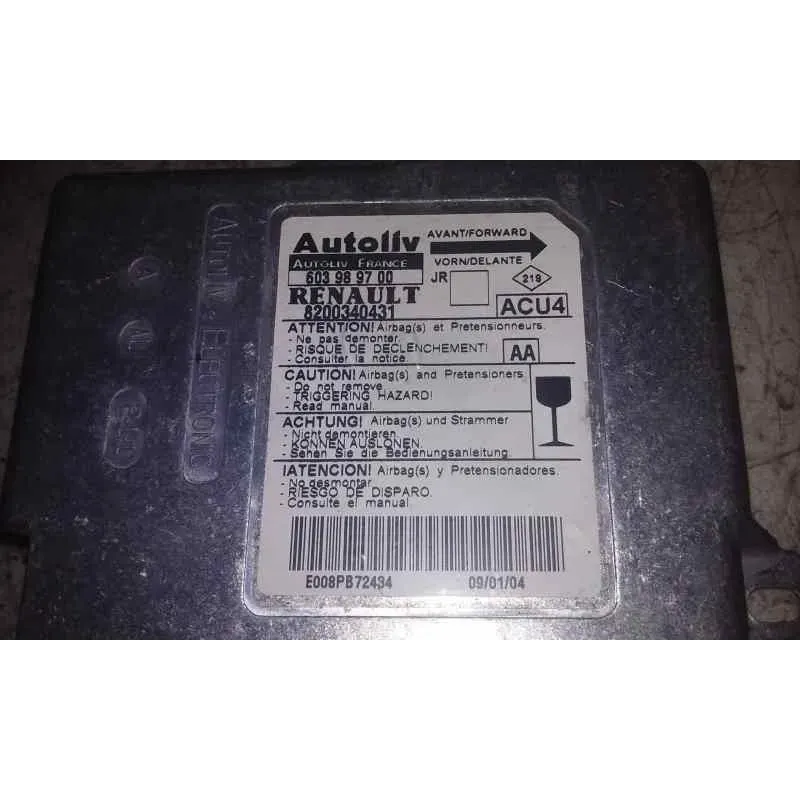 Autoliv
AVANT/FORWARD
AUTOLIV FRANCE
VORN/DELANTE
603 98 97 00
JR
218
RENAULT
8200340431
ACU4
ATTENTION! Airbag(s) et Pretensionneurs.
- Ne pas demonter.
- RISQUE DE DECLENCHEMENT!
- Consulter la notice.
AA
CAUTION! Airbag(s) and Pretensioners
- Do not remove
- TRIGGERING HAZARD!
- Read manual.
ACHTUNG! Airbag(s) und Strammer
- Nicht demontieren
- KONNEN AUSLONEN.
- Sehen Sie die Bedienungsanleitung.
¡ATENCION! Airbag(s) y Pretensionadores.
- No desmontar
- RIESGO DE DISPARO.
- Consulte el manual.
E008PB72434
09/01/04
AUTOLIV